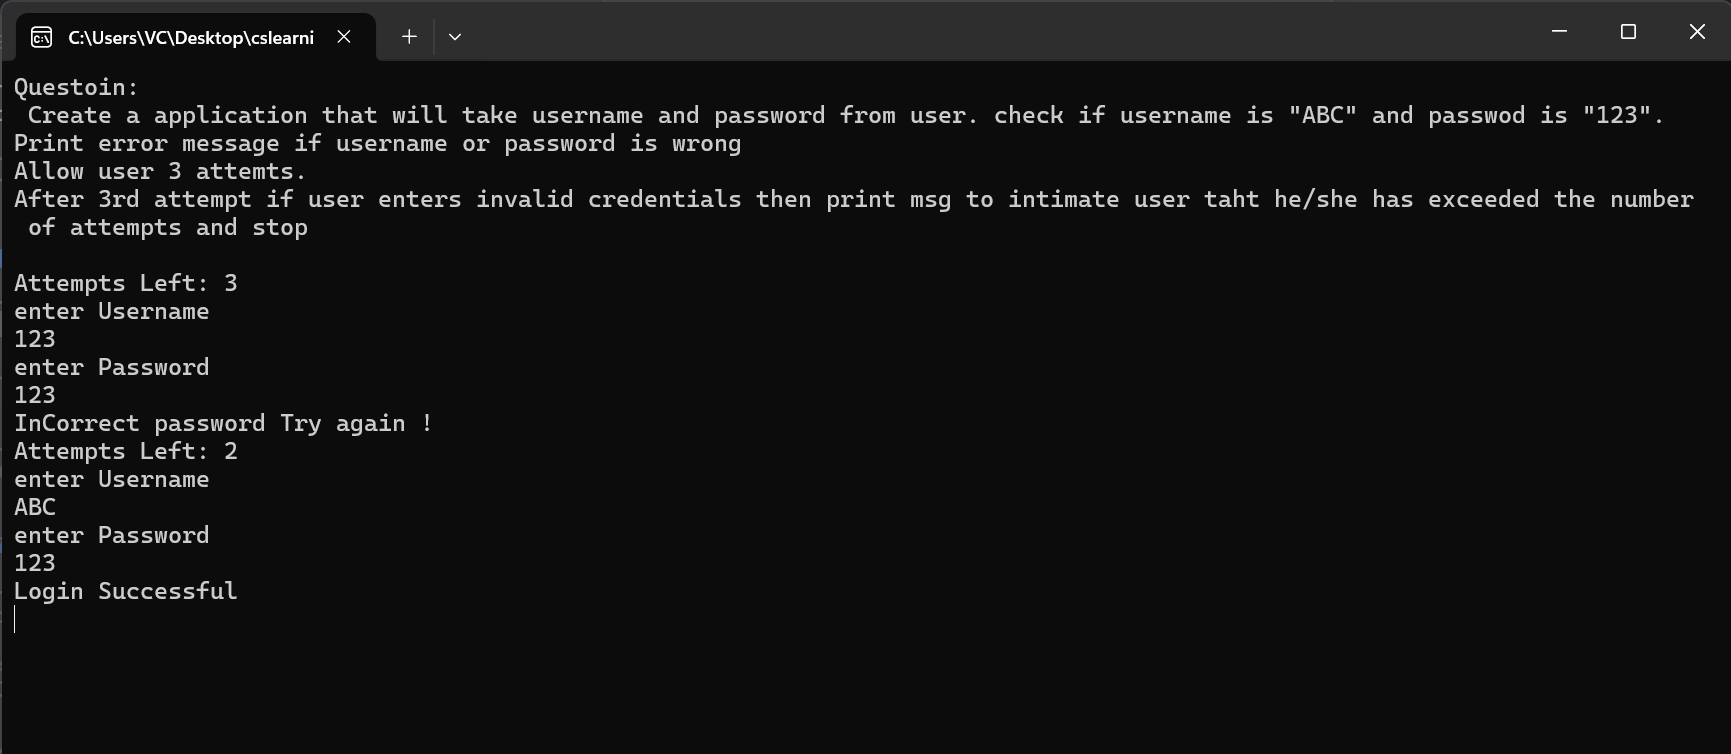 C:\Users\VC\Desktop\cslearni
Questoin:
Create a application that will take username and password from user. check if username is "ABC" and passwod is "123".
Print error message if username or password is wrong
Allow user 3 attemts.
After 3rd attempt if user enters invalid credentials then print msg to intimate user taht he/she has exceeded the number
of attempts and stop
Attempts Left: 3
enter Username
123
enter Password
123
InCorrect password Try again !
Attempts Left: 2
enter Username
ABC
enter Password
123
Login Successful